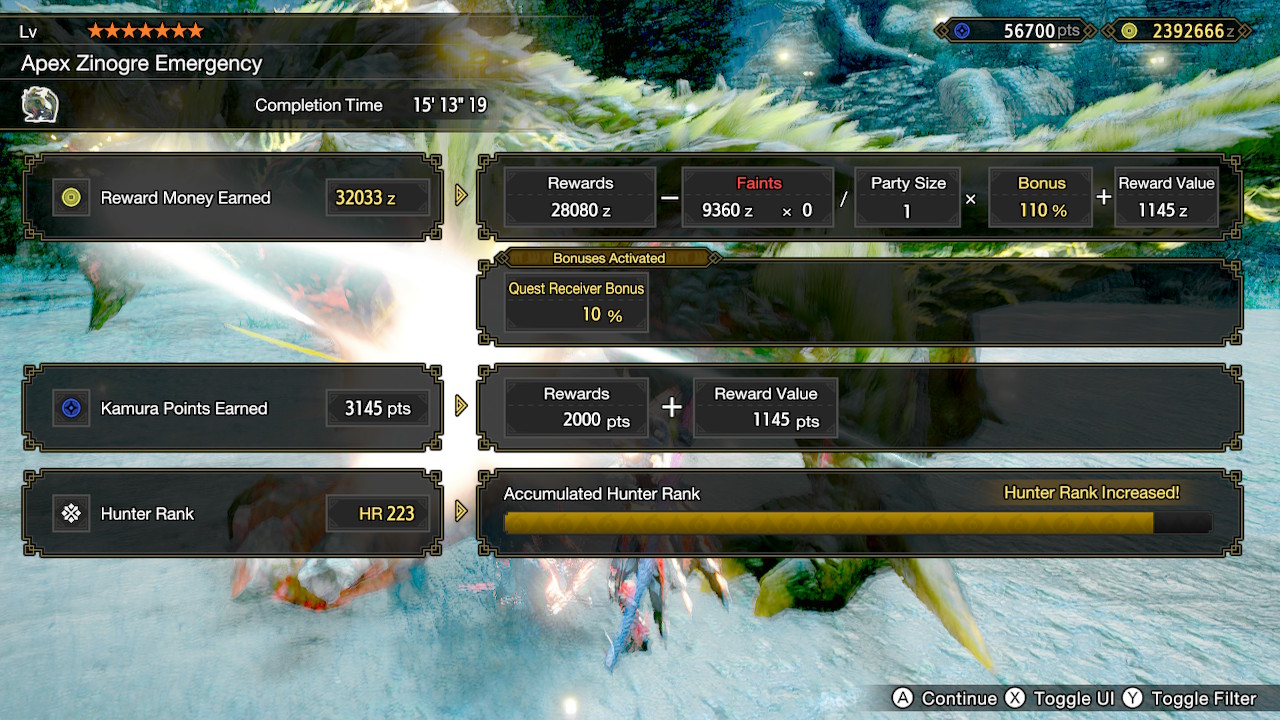 Lv ★★★★★★★ 56700 pts 2392666 z
Apex Zinogre Emergency
Completion Time 15' 13" 19
Reward Money Earned 32033 z
Rewards Faints Party Size Bonus Reward Value
28080 z − 9360 z × 0 / 1 × 110 % + 1145 z
Bonuses Activated
Quest Receiver Bonus
10 %
Kamura Points Earned 3145 pts
Rewards Reward Value
2000 pts + 1145 pts
Hunter Rank HR 223
Accumulated Hunter Rank Hunter Rank Increased!
A Continue X Toggle UI Y Toggle Filter